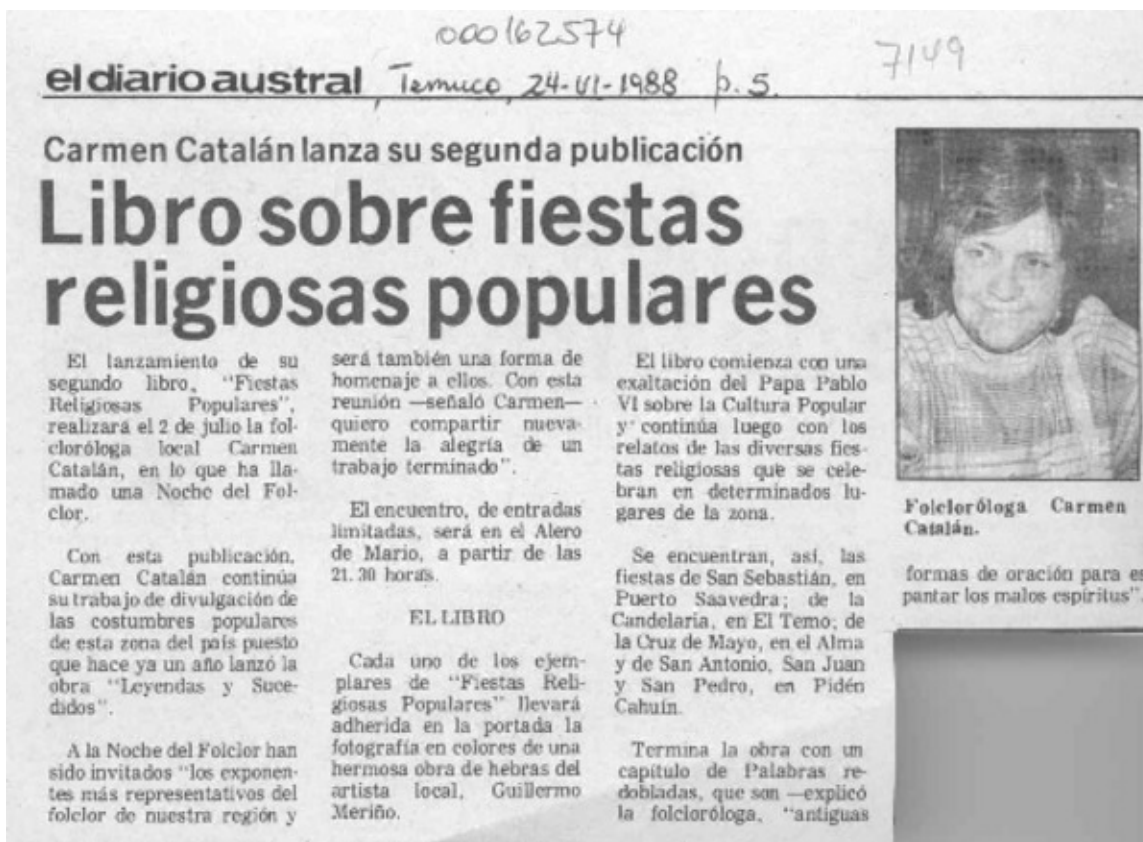 000162574
7149
el diario austral Temuco, 24-VI-1988 p. 5.
Carmen Catalán lanza su segunda publicación
Libro sobre fiestas
religiosas populares
El lanzamiento de su
segundo libro, "Fiestas
Religiosas Populares",
realizará el 2 de julio la fol-
cloróloga local Carmen
Catalán, en lo que ha lla-
mado una Noche del Fol-
clor.
Con esta publicación,
Carmen Catalán continúa
su trabajo de divulgación de
las costumbres populares
de esta zona del país puesto
que hace ya un año lanzó la
obra "Leyendas y Suce-
didos".
A la Noche del Folclor han
sido invitados "los exponen-
tes más representativos del
folclor de nuestra región y
será también una forma de
homenaje a ellos. Con esta
reunión —señaló Carmen—
quiero compartir nueva-
mente la alegría de un
trabajo terminado".
El encuentro, de entradas
limitadas, será en el Alero
de Mario, a partir de las
21.30 horas.
EL LIBRO
Cada uno de los ejem-
plares de "Fiestas Reli-
giosas Populares" llevará
adherida en la portada la
fotografía en colores de una
hermosa obra de hebras del
artista local, Guillermo
Meriño.
El libro comienza con una
exaltación del Papa Pablo
VI sobre la Cultura Popular
y continúa luego con los
relatos de las diversas fies-
tas religiosas que se cele-
bran en determinados lu-
gares de la zona.
Se encuentran, así, las
fiestas de San Sebastián, en
Puerto Saavedra; de la
Candelaria, en El Temo; de
la Cruz de Mayo, en el Alma
y de San Antonio, San Juan
y San Pedro, en Pidén
Cahuín.
Termina la obra con un
capítulo de Palabras re-
dobladas, que son —explicó
la folcloróloga, "antiguas
Folcloróloga Carmen
Catalán.
formas de oración para es
pantar los malos espíritus".